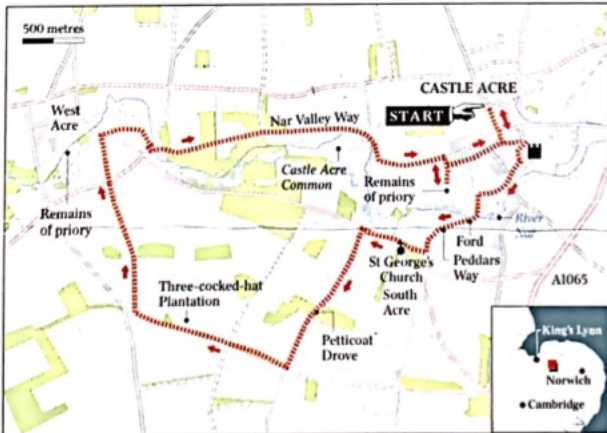 500 metres
CASTLE ACRE
START
West
Acre
Nar Valley Way
Castle Acre
Common
Remains
of priory
Remains
of priory
River
Nar
Ford
Peddars
Way
St George's
Church
South
Acre
A1065
Three-cocked-hat
Plantation
Petticoat
Drove
King's Lynn
Norwich
Cambridge